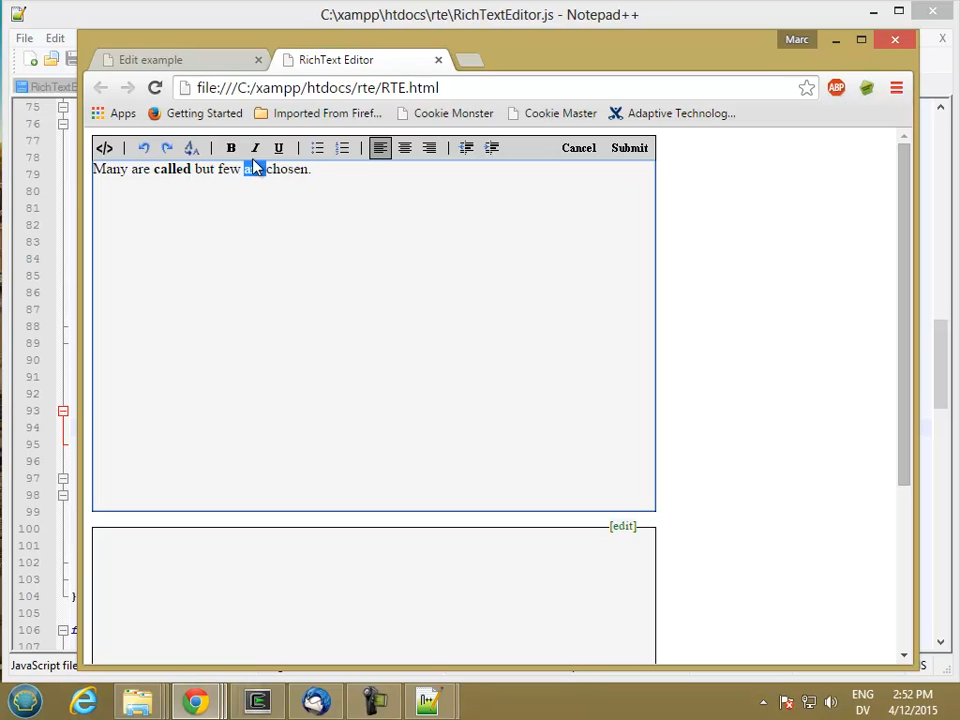 C:\xampp\htdocs\rte\RichTextEditor.js - Notepad++
File Edit
Marc
Edit example
RichText Editor
file:///C:/xampp/htdocs/rte/RTE.html
ABP
Apps Getting Started Imported From Firef... Cookie Monster Cookie Master Adaptive Technolog...
</> B I U Cancel Submit
Many are called but few chosen.
[edit]
75
76
77
78
79
80
81
82
83
84
85
86
87
88
89
90
91
92
93
94
95
96
97
98
99
100
101
102
103
104 }
105
106
107
JavaScript file
ENG 2:52 PM
DV 4/12/2015